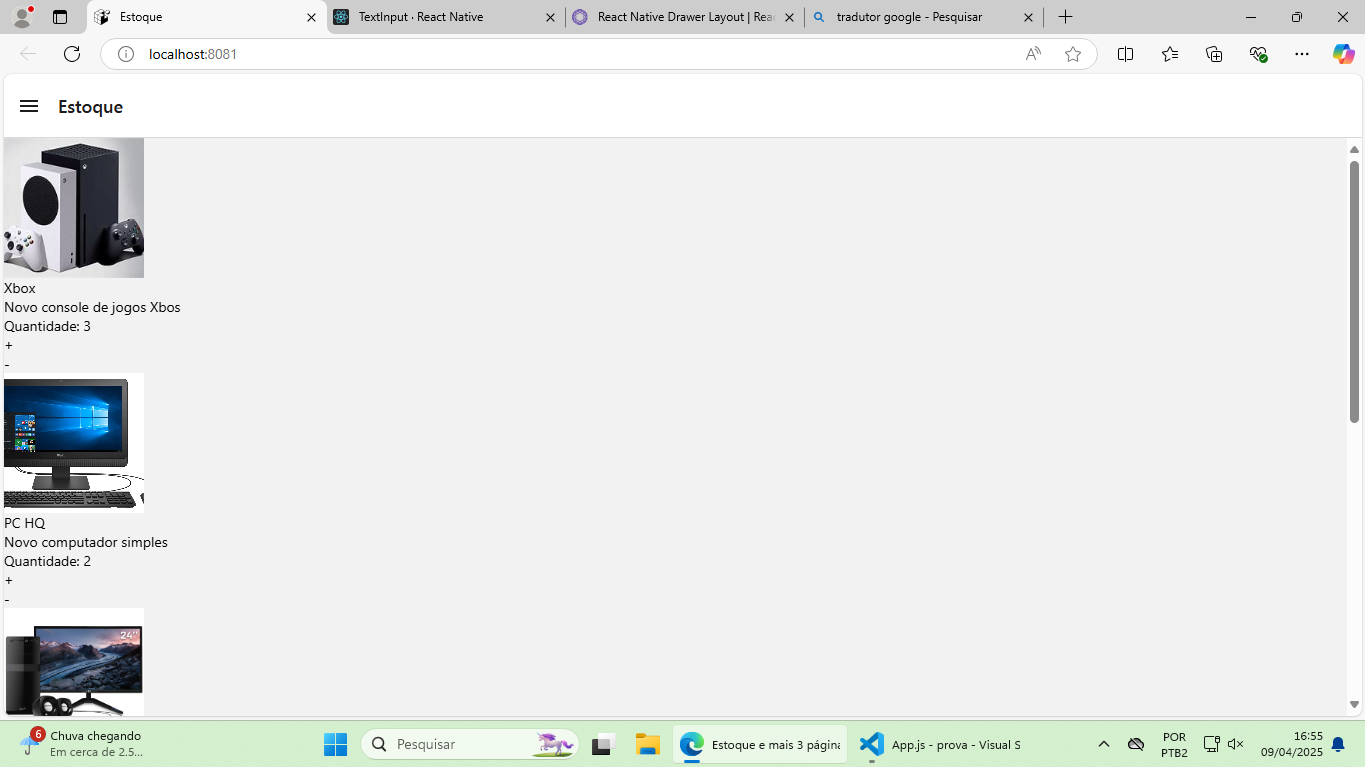 Estoque
TextInput · React Native
React Native Drawer Layout | Rea
tradutor google - Pesquisar
localhost:8081
Estoque
Xbox
Novo console de jogos Xbos
Quantidade: 3
+
-
PC HQ
Novo computador simples
Quantidade: 2
+
-
24"
6
Chuva chegando
Em cerca de 2.5...
Pesquisar
Estoque e mais 3 página
App.js - prova - Visual S
POR
PTB2
16:55
09/04/2025